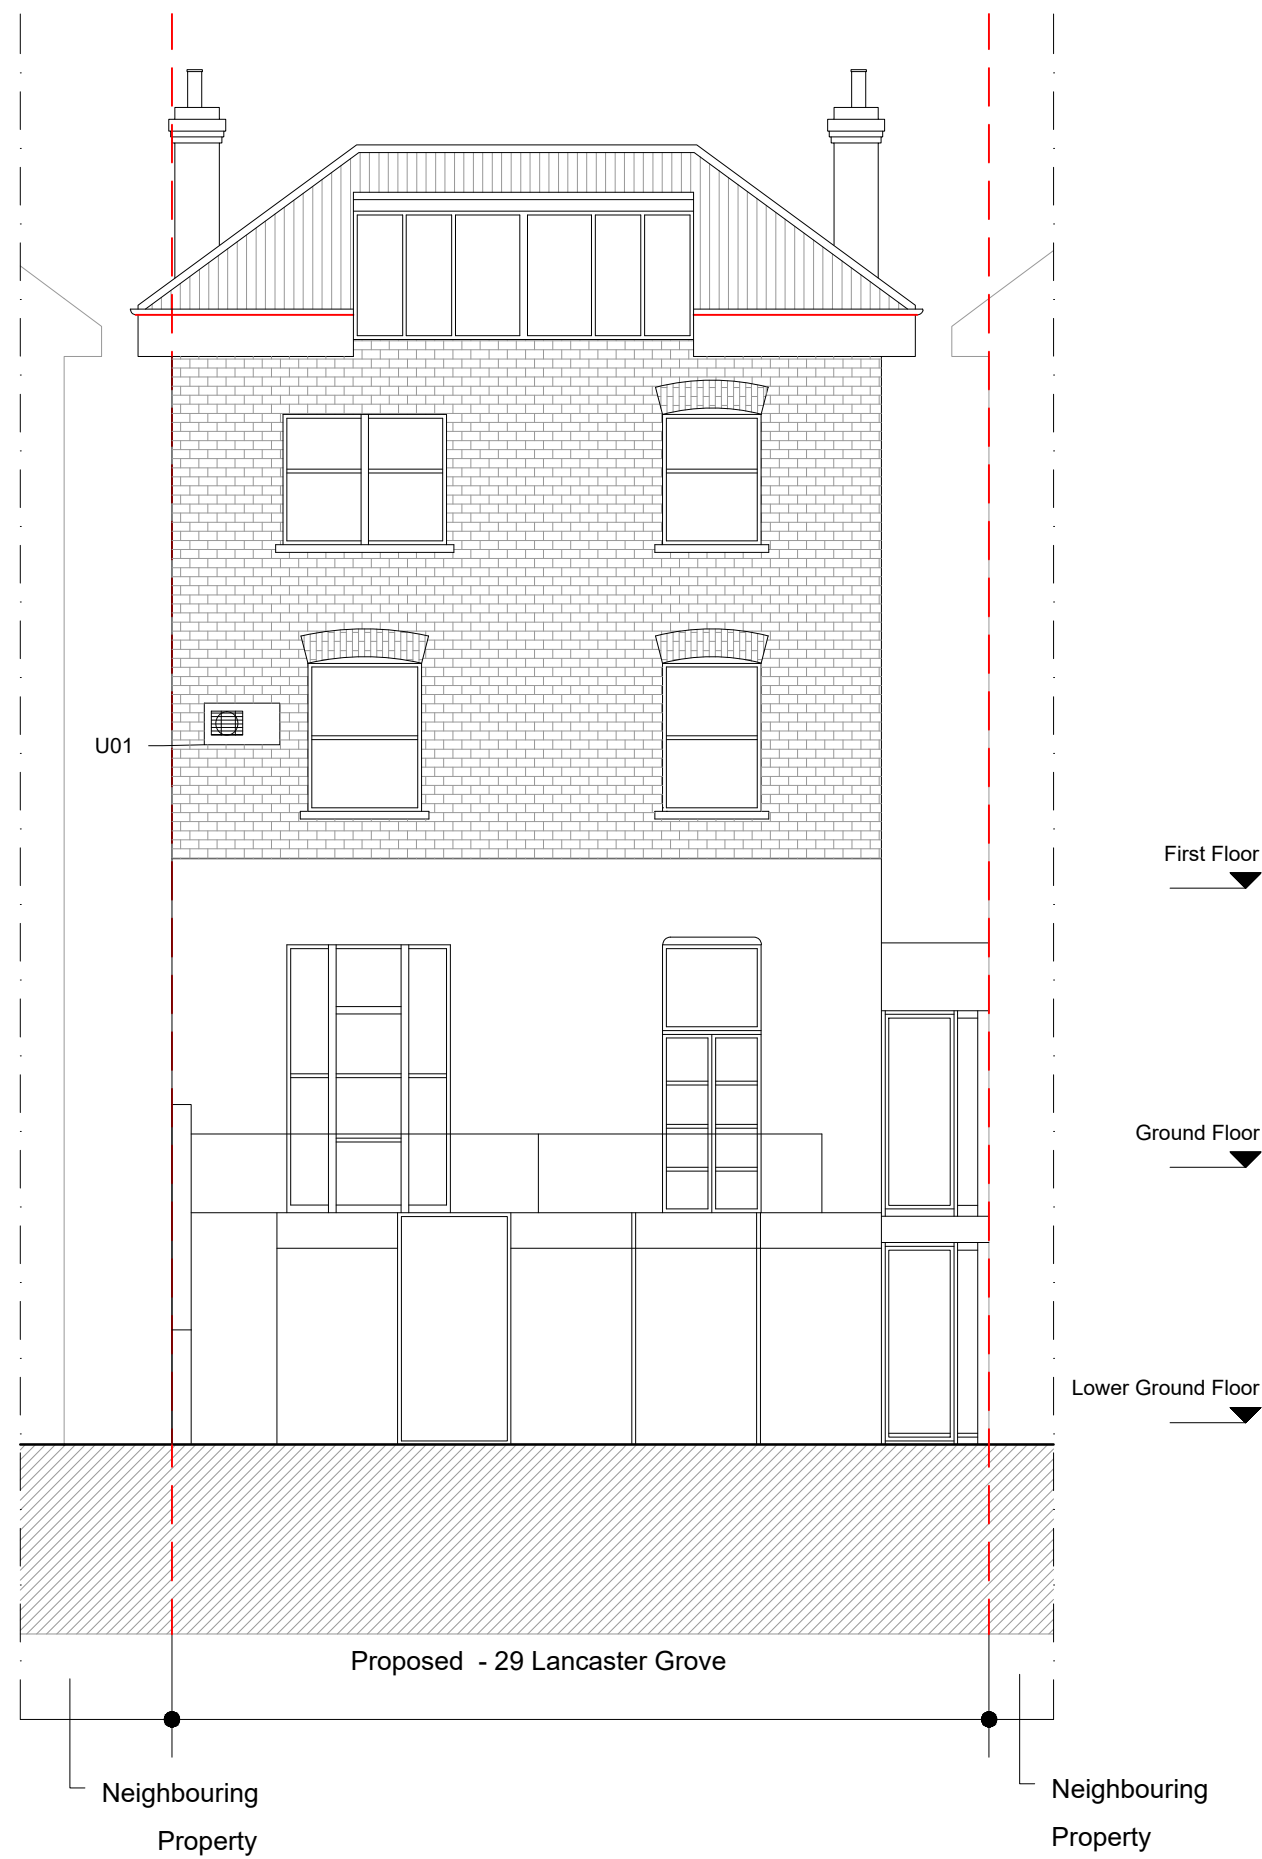 U01
First Floor
Ground Floor
Lower Ground Floor
Proposed - 29 Lancaster Grove
Neighbouring
Property
Neighbouring
Property